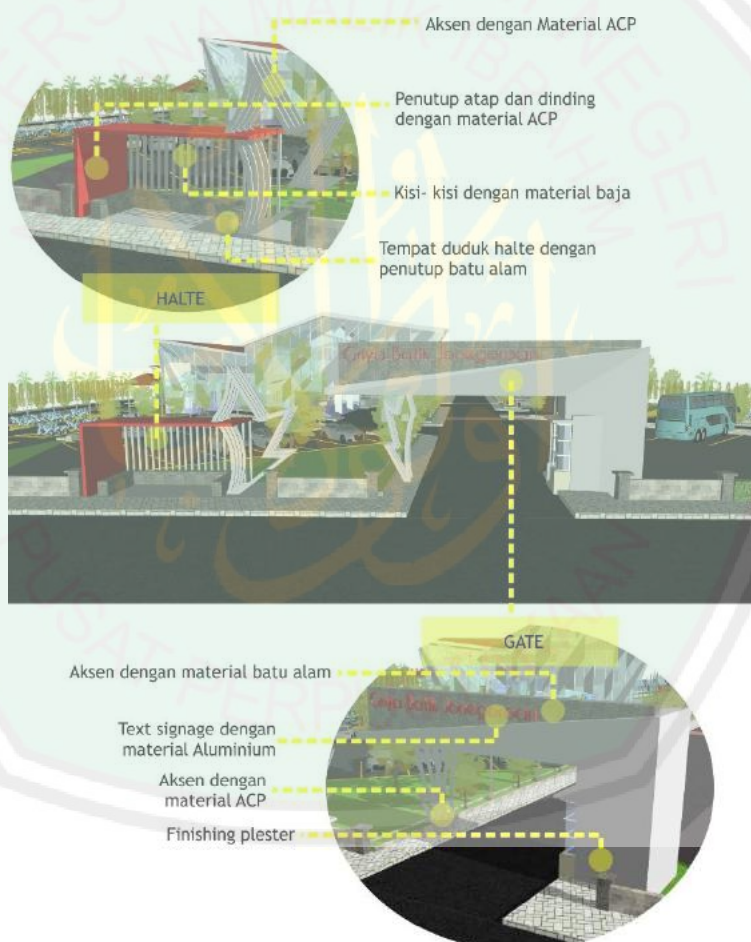 Aksen dengan Material ACP
Penutup atap dan dinding
dengan material ACP
Kisi- kisi dengan material baja
Tempat duduk halte dengan
penutup batu alam
HALTE
GATE
Aksen dengan material batu alam
Text signage dengan
material Aluminium
Aksen dengan
material ACP
Finishing plester